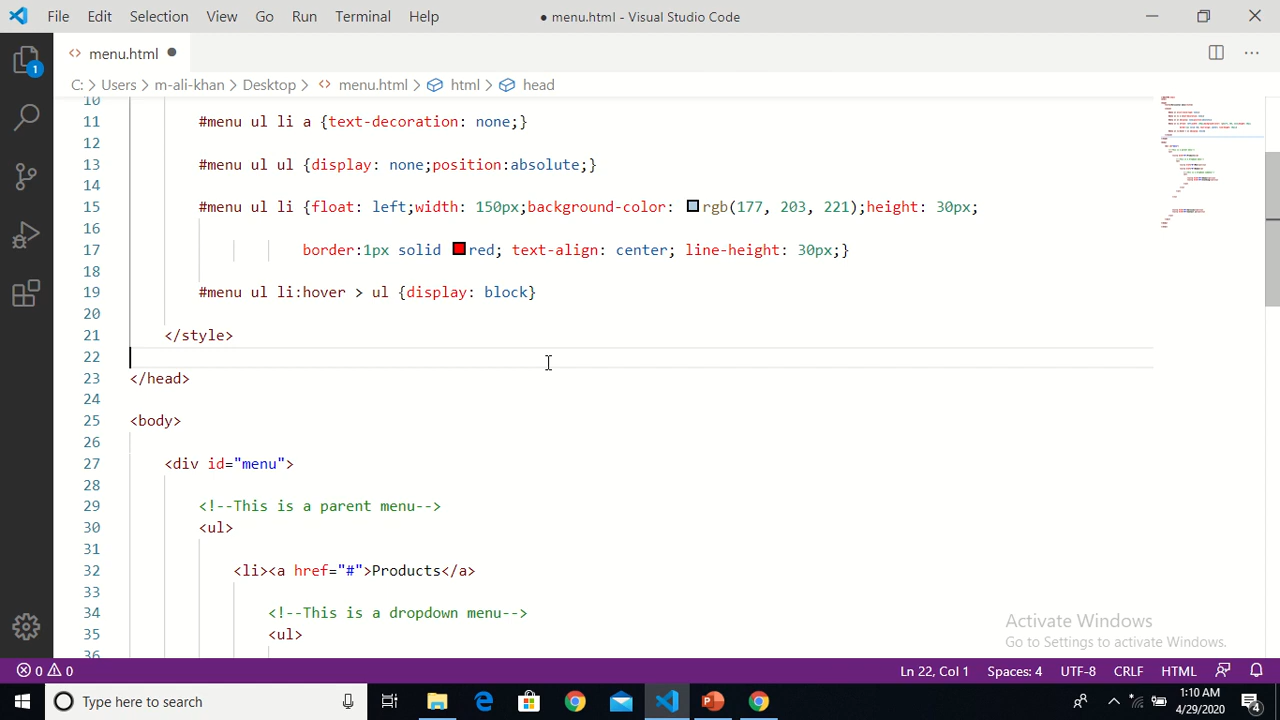 File Edit Selection View Go Run Terminal Help ● menu.html - Visual Studio Code
<> menu.html ●
C: > Users > m-ali-khan > Desktop > <> menu.html > html > head
10
11 #menu ul li a {text-decoration: none;}
12
13 #menu ul ul {display: none;position:absolute;}
14
15 #menu ul li {float: left;width: 150px;background-color: rgb(177, 203, 221);height: 30px;
16
17 border:1px solid red; text-align: center; line-height: 30px;}
18
19 #menu ul li:hover > ul {display: block}
20
21 </style>
22
23 </head>
24
25 <body>
26
27 <div id="menu">
28
29 <!--This is a parent menu-->
30 <ul>
31
32 <li><a href="#">Products</a>
33
34 <!--This is a dropdown menu-->
35 <ul>
36
1
Activate Windows
Go to Settings to activate Windows.
0 0 Ln 22, Col 1 Spaces: 4 UTF-8 CRLF HTML
Type here to search
1:10 AM
4/29/2020
4